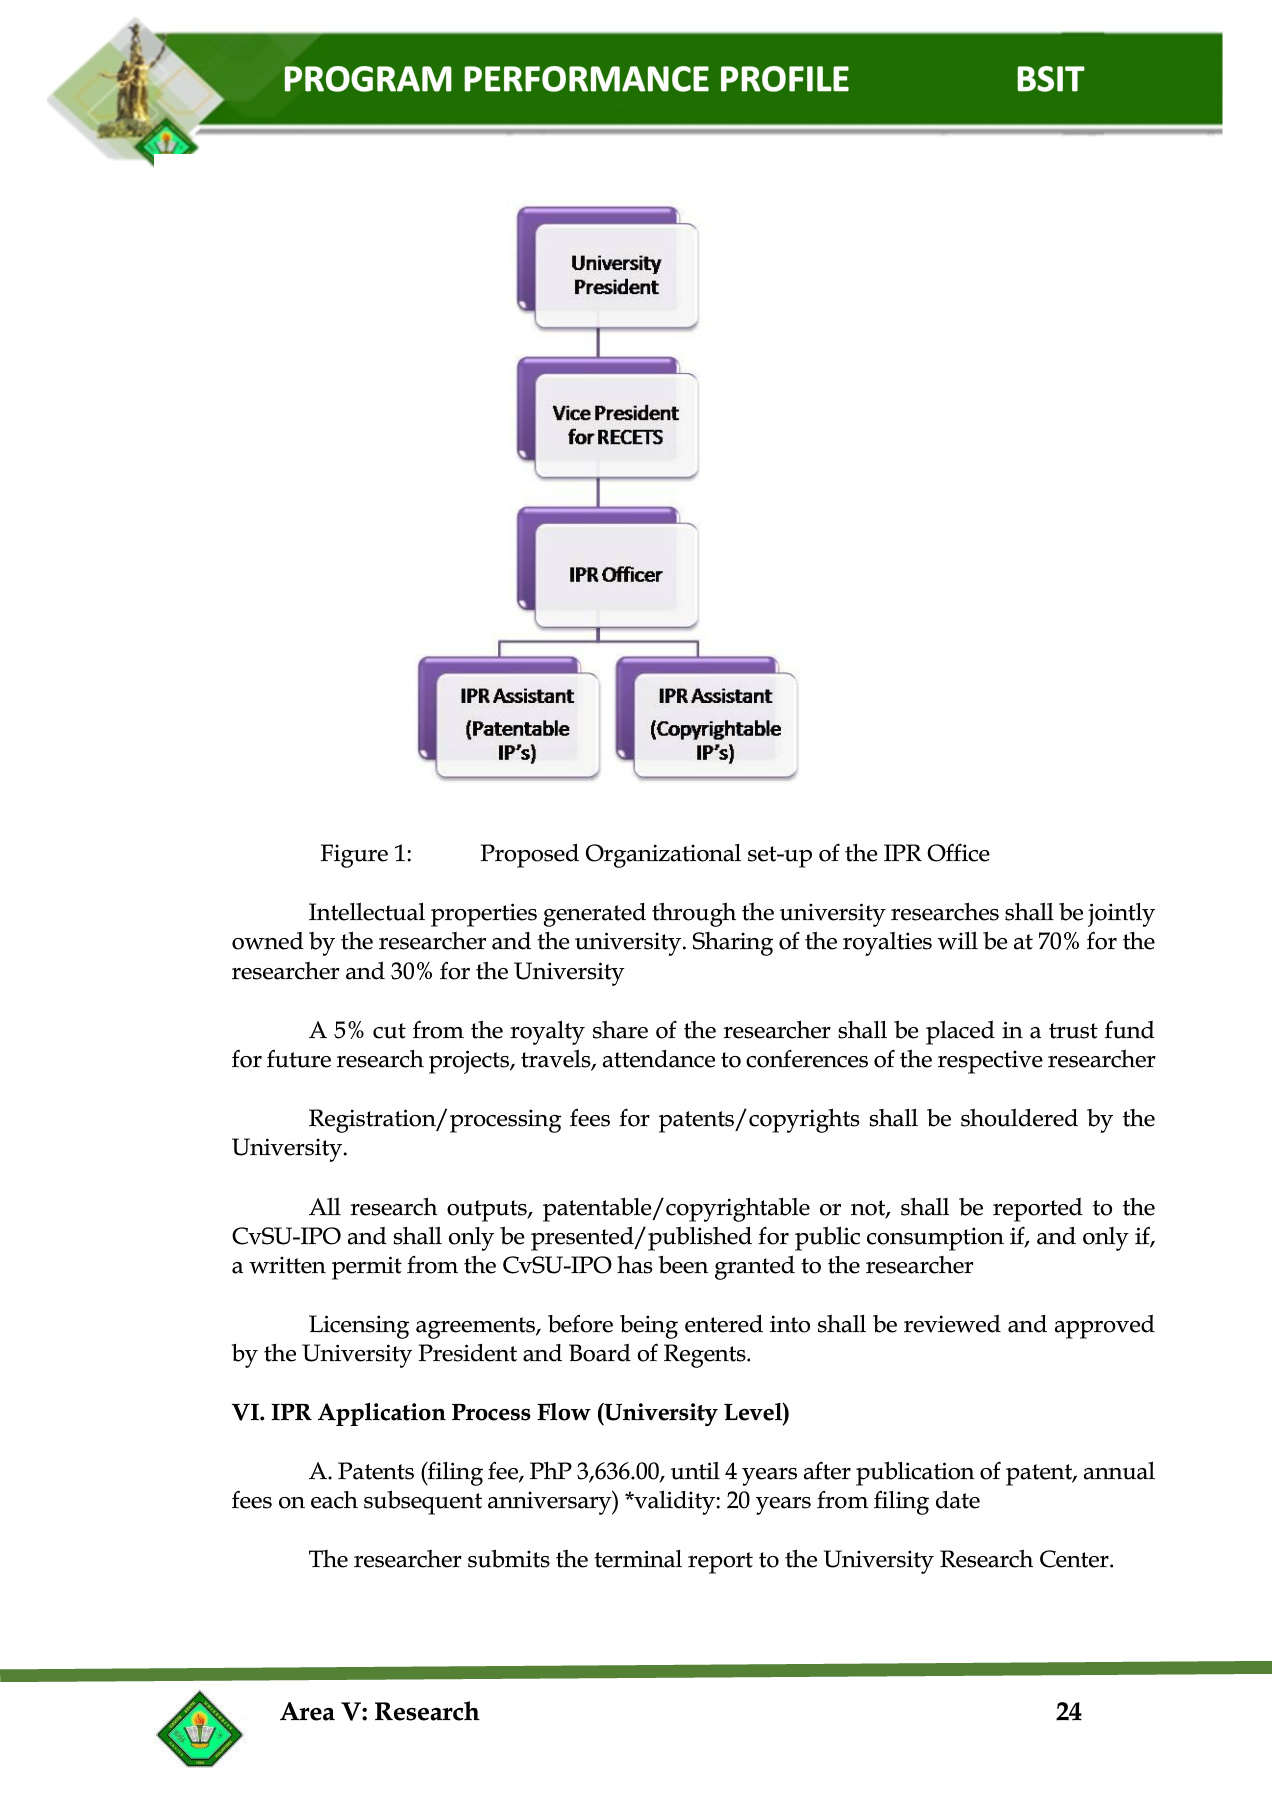 PROGRAM PERFORMANCE PROFILE BSIT
University
President
Vice President
for RECETS
IPR Officer
IPR Assistant
(Patentable
IP's)
IPR Assistant
(Copyrightable
IP's)
Figure 1: Proposed Organizational set-up of the IPR Office
Intellectual properties generated through the university researches shall be jointly
owned by the researcher and the university. Sharing of the royalties will be at 70% for the
researcher and 30% for the University
A 5% cut from the royalty share of the researcher shall be placed in a trust fund
for future research projects, travels, attendance to conferences of the respective researcher
Registration/processing fees for patents/copyrights shall be shouldered by the
University.
All research outputs, patentable/copyrightable or not, shall be reported to the
CvSU-IPO and shall only be presented/published for public consumption if, and only if,
a written permit from the CvSU-IPO has been granted to the researcher
Licensing agreements, before being entered into shall be reviewed and approved
by the University President and Board of Regents.
VI. IPR Application Process Flow (University Level)
A. Patents (filing fee, PhP 3,636.00, until 4 years after publication of patent, annual
fees on each subsequent anniversary) *validity: 20 years from filing date
The researcher submits the terminal report to the University Research Center.
Area V: Research 24